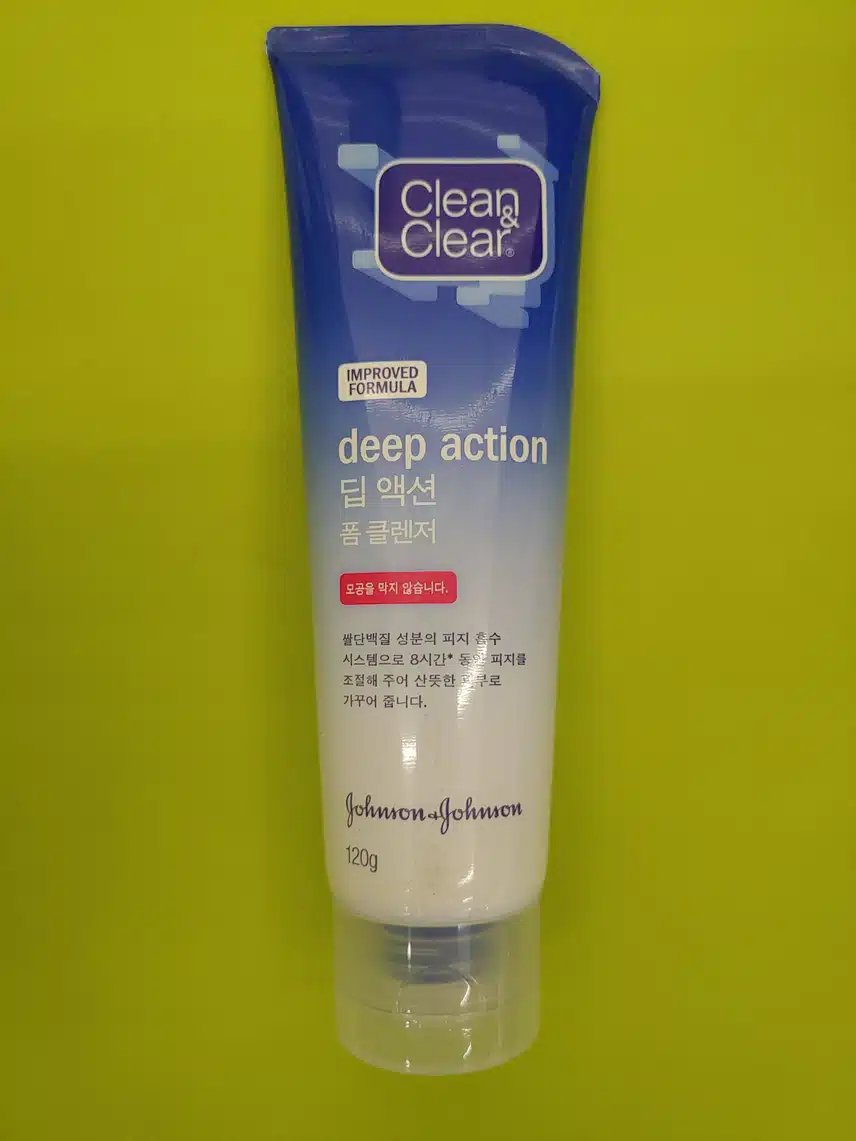 Clean
&
Clear®
IMPROVED
FORMULA
deep action
딥 액션
폼 클렌저
모공을 막지 않습니다.
쌀단백질 성분의 피지 흡수
시스템으로 8시간* 동안 피지를
조절해 주어 산뜻한 피부로
가꾸어 줍니다.
Johnson & Johnson
120g